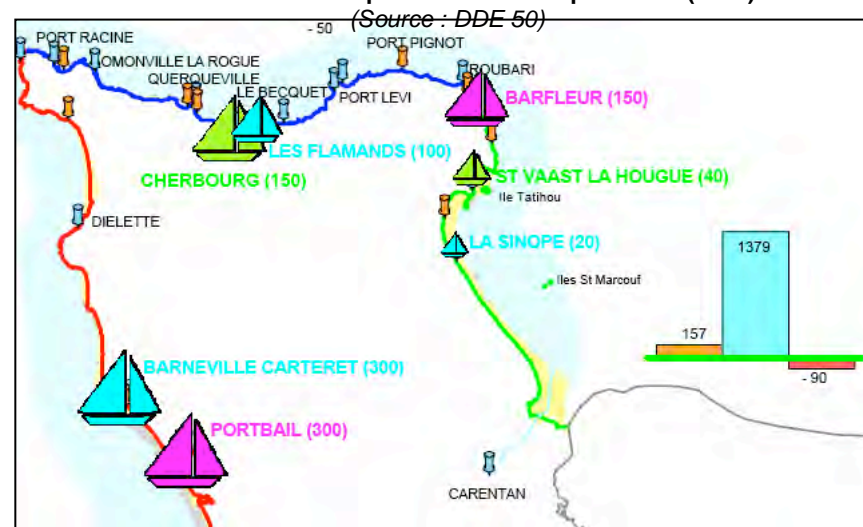 (Source : DDE 50)
- 50
PORT RACINE
OMONVILLE LA ROGUE
QUERQUEVILLE
LE BECQUET
PORT LEVI
PORT PIGNOT
ROUBARI
BARFLEUR (150)
LES FLAMANDS (100)
CHERBOURG (150)
ST VAAST LA HOUGUE (40)
Ile Tatihou
DIELETTE
LA SINOPE (20)
Iles St Marcouf
1379
157
- 90
BARNEVILLE CARTERET (300)
PORTBAIL (300)
CARENTAN